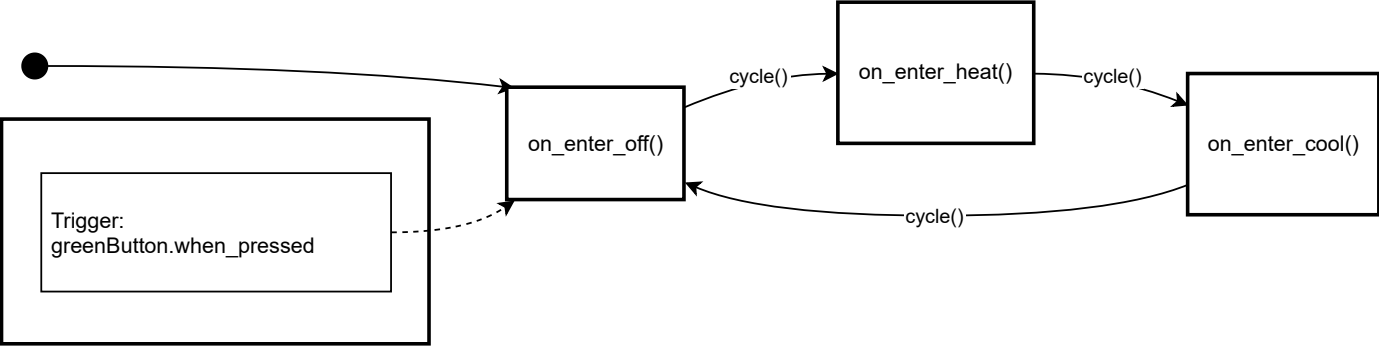 cycle()
on_enter_heat()
cycle()
on_enter_off()
on_enter_cool()
Trigger:
greenButton.when_pressed
cycle()